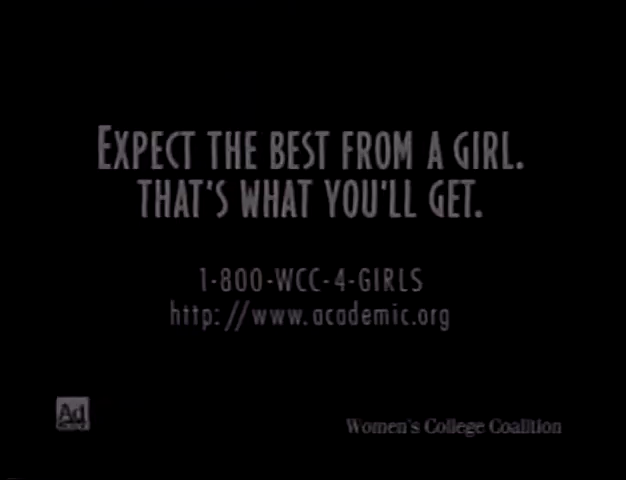 EXPECT THE BEST FROM A GIRL.
THAT'S WHAT YOU'LL GET.
1-800-WCC-4-GIRLS
http://www.academic.org
Ad
Council
Women's College Coalition